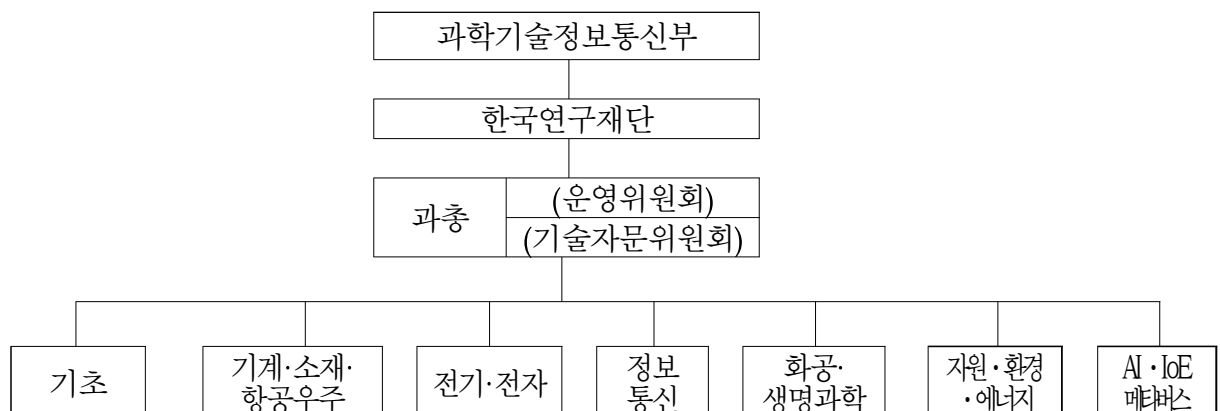 과학기술정보통신부
한국연구재단
과총
(운영위원회)
(기술자문위원회)
기초
기계·소재·
항공우주
전기·전자
정보
통신
화공·
생명과학
자원·환경
·에너지
AI·IoE
메타버스